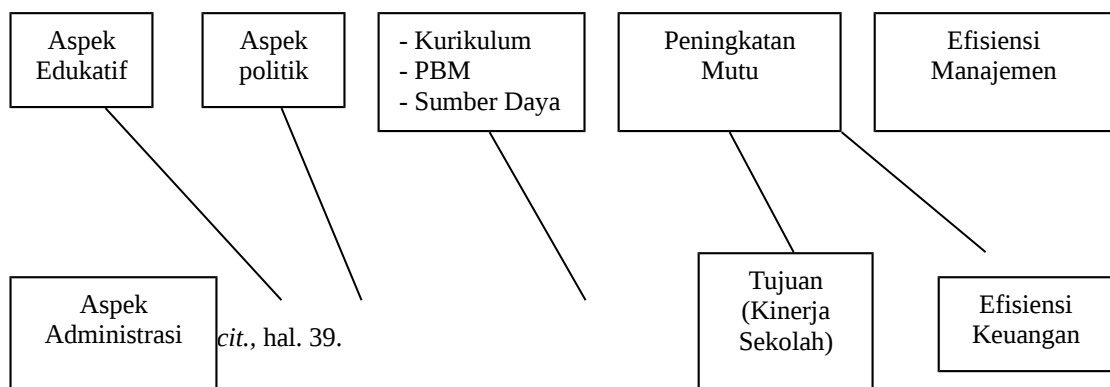 Aspek
Edukatif
Aspek
politik
- Kurikulum
- PBM
- Sumber Daya
Peningkatan
Mutu
Efisiensi
Manajemen
Aspek
Administrasi
cit., hal. 39.
Tujuan
(Kinerja
Sekolah)
Efisiensi
Keuangan